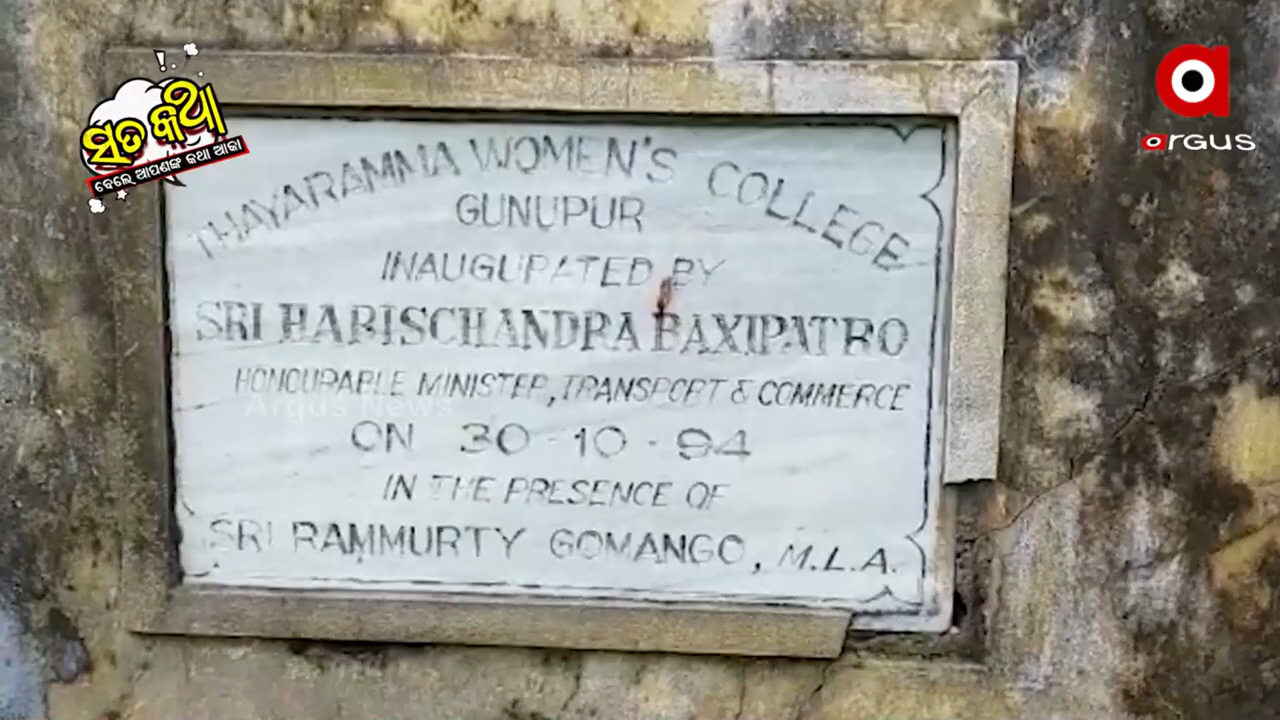 ସତ କଥା
ବେଲେ ଆପଣଙ୍କ କଥା ଆଜି
argus
THAYARAMMA WOMEN'S COLLEGE
GUNUPUR
INAUGURATED BY
SRI HARISCHANDRA BAXIPATRO
HONOURABLE MINISTER, TRANSPORT & COMMERCE
Argus News
ON 30-10-94
IN THE PRESENCE OF
SRI RAMMURTY GOMANGO, M.L.A.